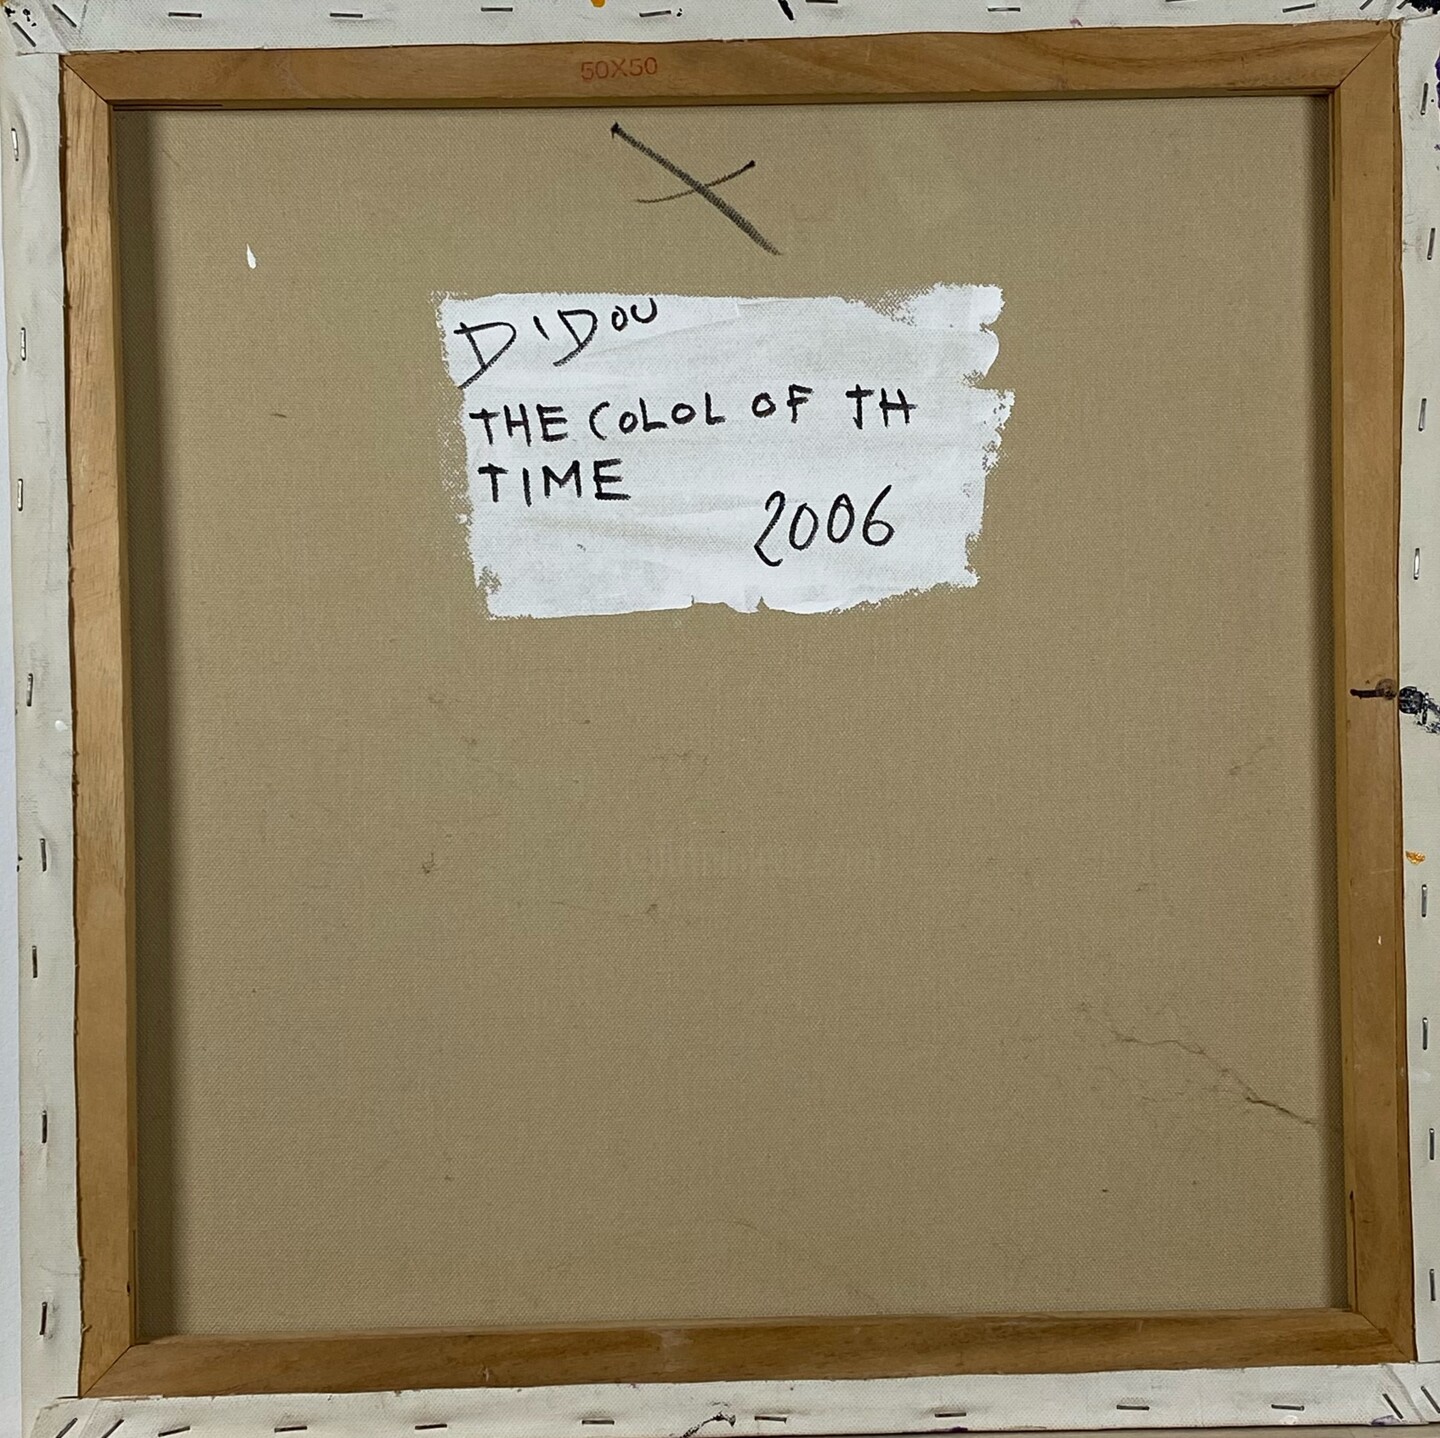 50X50
D'DOU
THE COLOL OF TH
TIME
2006